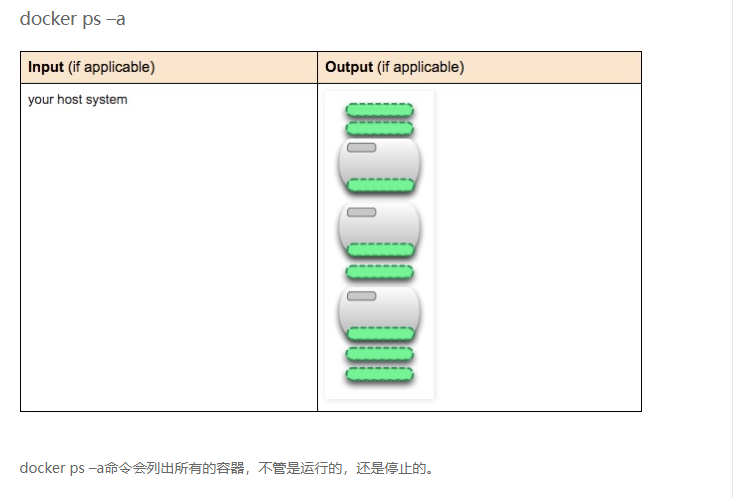 docker ps –a
Input (if applicable)
Output (if applicable)
your host system
docker ps –a命令会列出所有的容器，不管是运行的，还是停止的。